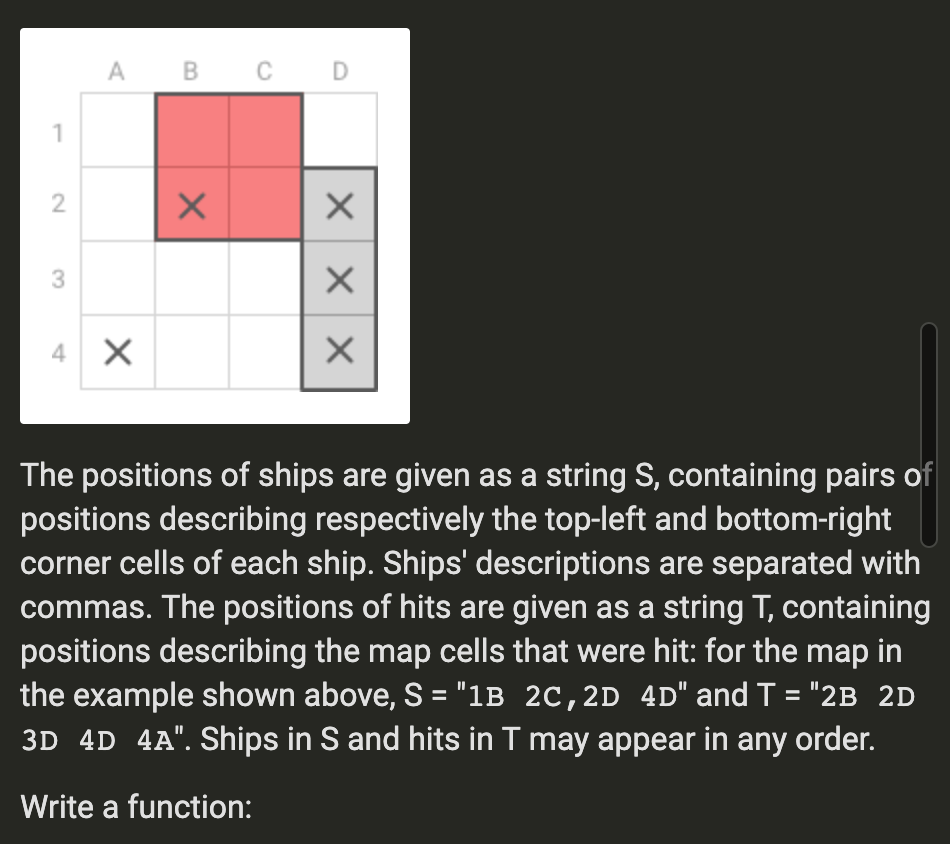 A B C D
1
2
3
4
The positions of ships are given as a string S, containing pairs of
positions describing respectively the top-left and bottom-right
corner cells of each ship. Ships' descriptions are separated with
commas. The positions of hits are given as a string T, containing
positions describing the map cells that were hit: for the map in
the example shown above, S = "1B 2C,2D 4D" and T = "2B 2D
3D 4D 4A". Ships in S and hits in T may appear in any order.
Write a function: